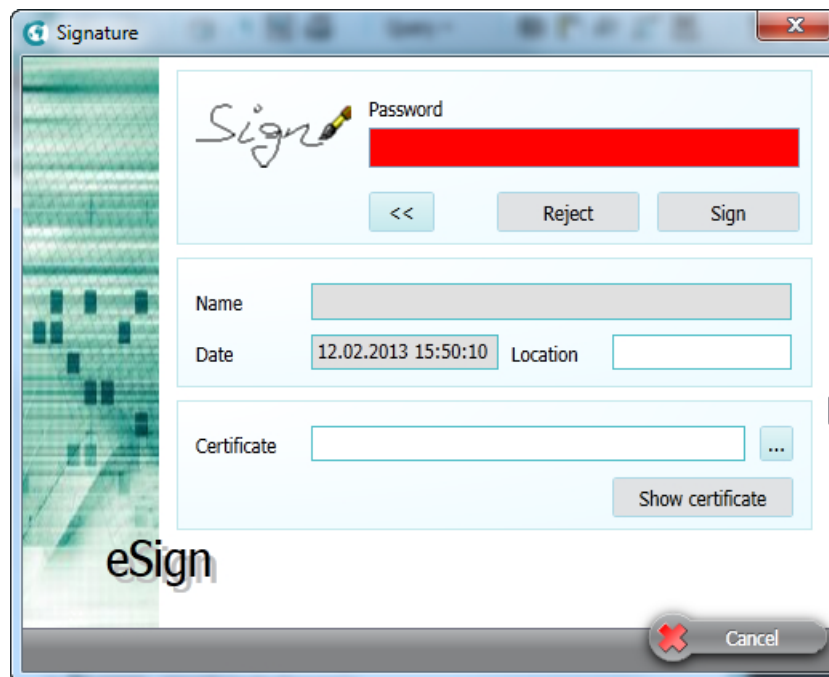 Signature
Sign
Password
<<
Reject
Sign
Name
Date
12.02.2013 15:50:10
Location
Certificate
...
Show certificate
eSign
Cancel